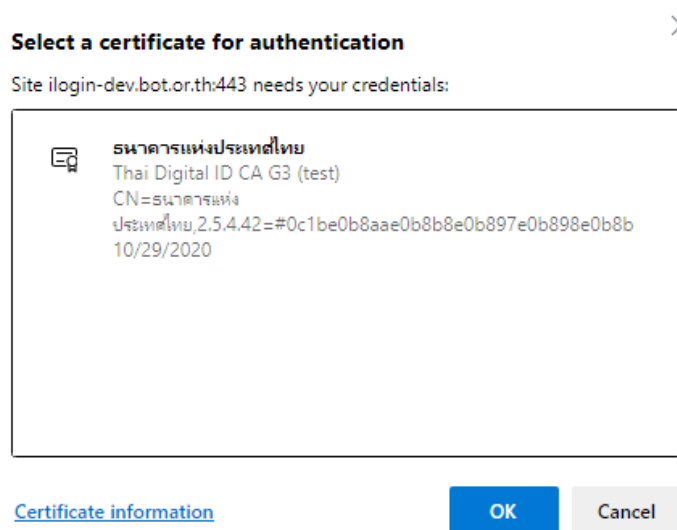 Select a certificate for authentication
Site ilogin-dev.bot.or.th:443 needs your credentials:
ธนาคารแห่งประเทศไทย
Thai Digital ID CA G3 (test)
CN=ธนาคารแห่ง
ประเทศไทย,2.5.4.42=#0c1be0b8aae0b8b8e0b897e0b898e0b8b
10/29/2020
Certificate information
OK
Cancel